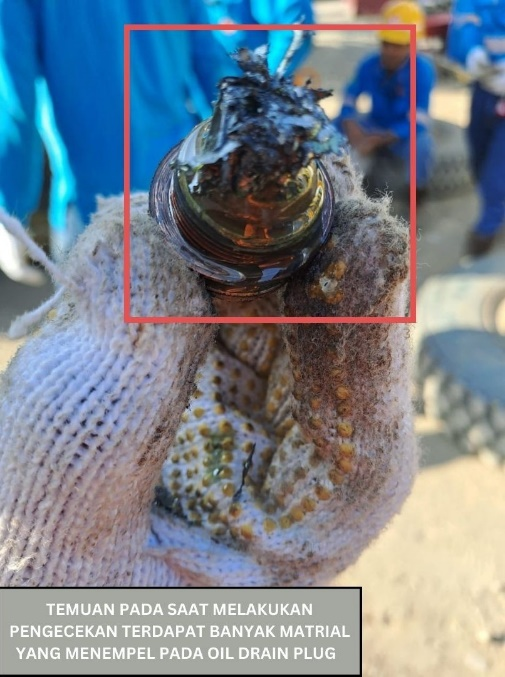 TEMUAN PADA SAAT MELAKUKAN
PENGECEKAN TERDAPAT BANYAK MATRIAL
YANG MENEMPEL PADA OIL DRAIN PLUG